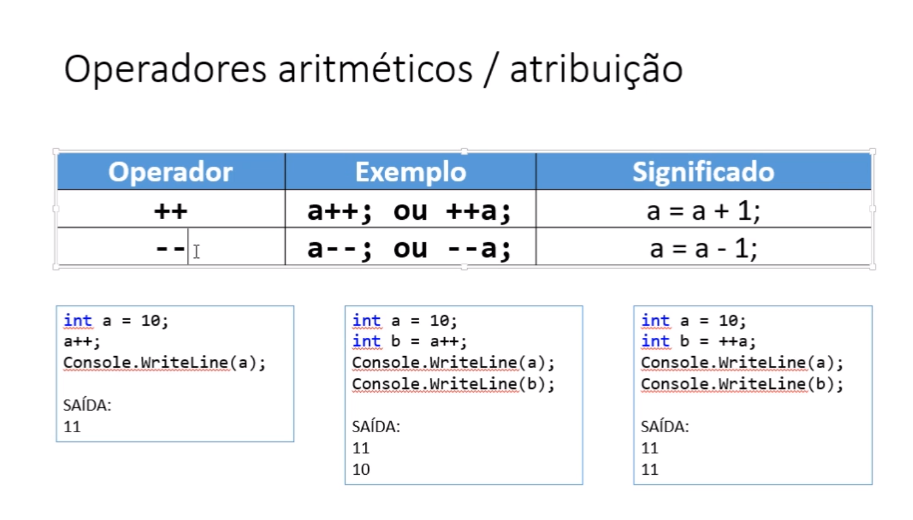 Operadores aritméticos / atribuição
Operador Exemplo Significado
++ a++; ou ++a; a = a + 1;
-- a--; ou --a; a = a - 1;
int a = 10;
a++;
Console.WriteLine(a);
SAÍDA:
11
int a = 10;
int b = a++;
Console.WriteLine(a);
Console.WriteLine(b);
SAÍDA:
11
10
int a = 10;
int b = ++a;
Console.WriteLine(a);
Console.WriteLine(b);
SAÍDA:
11
11